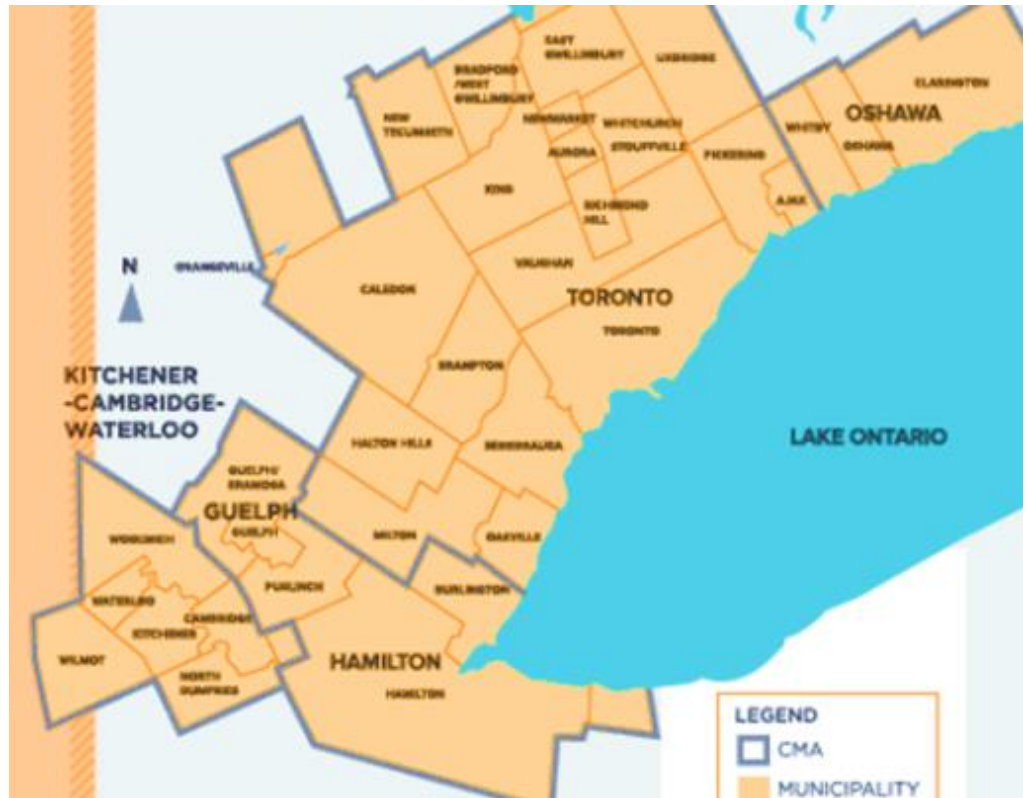 EAST
GWILLIMBURY
UXBRIDGE
BRADFORD
/WEST
GWILLIMBURY
CLARINGTON
NEW
TECUMSETH
NEWMARKET
WHITCHURCH
STOUFFVILLE
OSHAWA
WHITBY
OSHAWA
AURORA
PICKERING
KING
AJAX
RICHMOND
HILL
N
ORANGEVILLE
VAUGHAN
CALEDON
TORONTO
TORONTO
BRAMPTON
KITCHENER
-CAMBRIDGE-
WATERLOO
LAKE ONTARIO
HALTON HILLS
MISSISSAUGA
GUELPH/
ERAMOSA
GUELPH
GUELPH
MILTON
OAKVILLE
WOOLWICH
PUSLINCH
BURLINGTON
WATERLOO
CAMBRIDGE
KITCHENER
WILMOT
HAMILTON
NORTH
DUMFRIES
HAMILTON
LEGEND
CMA
MUNICIPALITY